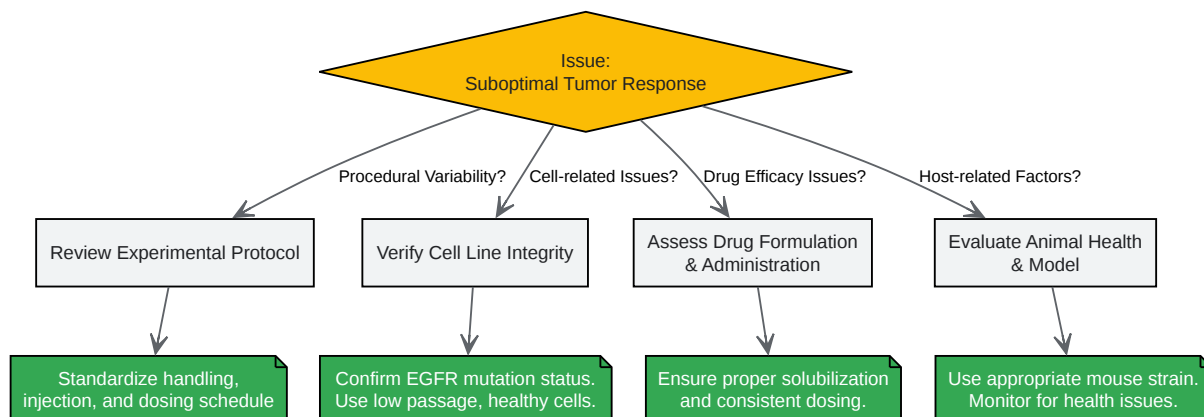 Issue:
Suboptimal Tumor Response
Procedural Variability?
Cell-related Issues?
Drug Efficacy Issues?
Host-related Factors?
Review Experimental Protocol
Verify Cell Line Integrity
Assess Drug Formulation
& Administration
Evaluate Animal Health
& Model
Standardize handling,
injection, and dosing schedule
Confirm EGFR mutation status.
Use low passage, healthy cells.
Ensure proper solubilization
and consistent dosing.
Use appropriate mouse strain.
Monitor for health issues.